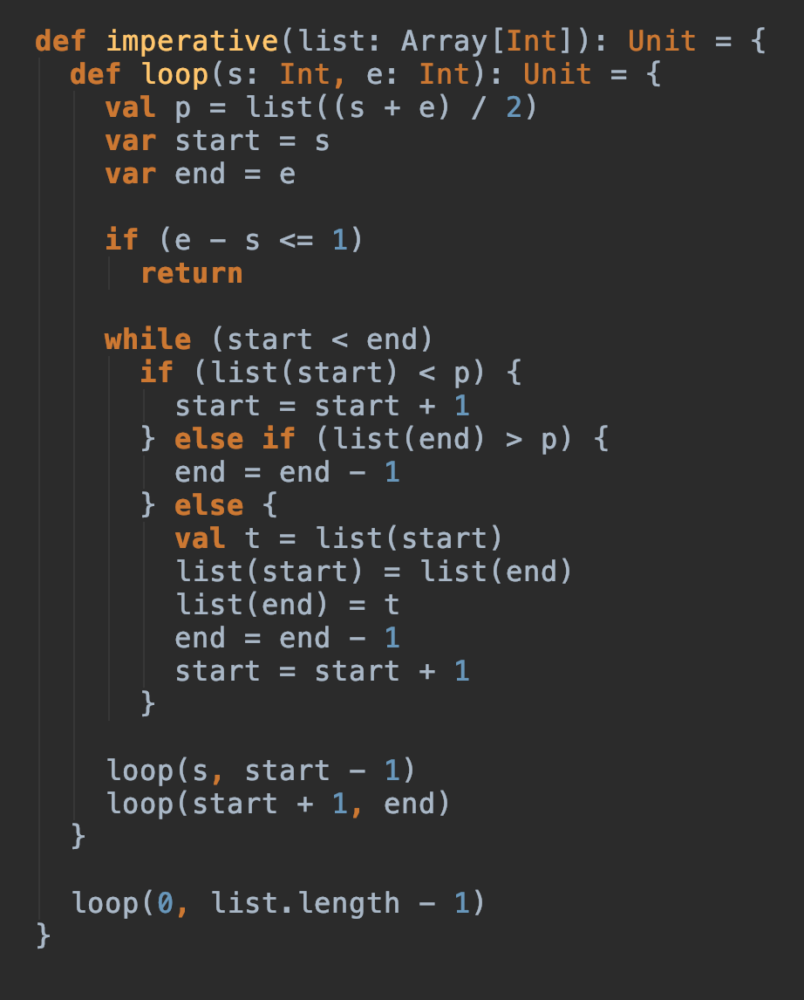 def imperative(list: Array[Int]): Unit = {
  def loop(s: Int, e: Int): Unit = {
    val p = list((s + e) / 2)
    var start = s
    var end = e

    if (e - s <= 1)
      return

    while (start < end)
      if (list(start) < p) {
        start = start + 1
      } else if (list(end) > p) {
        end = end - 1
      } else {
        val t = list(start)
        list(start) = list(end)
        list(end) = t
        end = end - 1
        start = start + 1
      }

    loop(s, start - 1)
    loop(start + 1, end)
  }

  loop(0, list.length - 1)
}